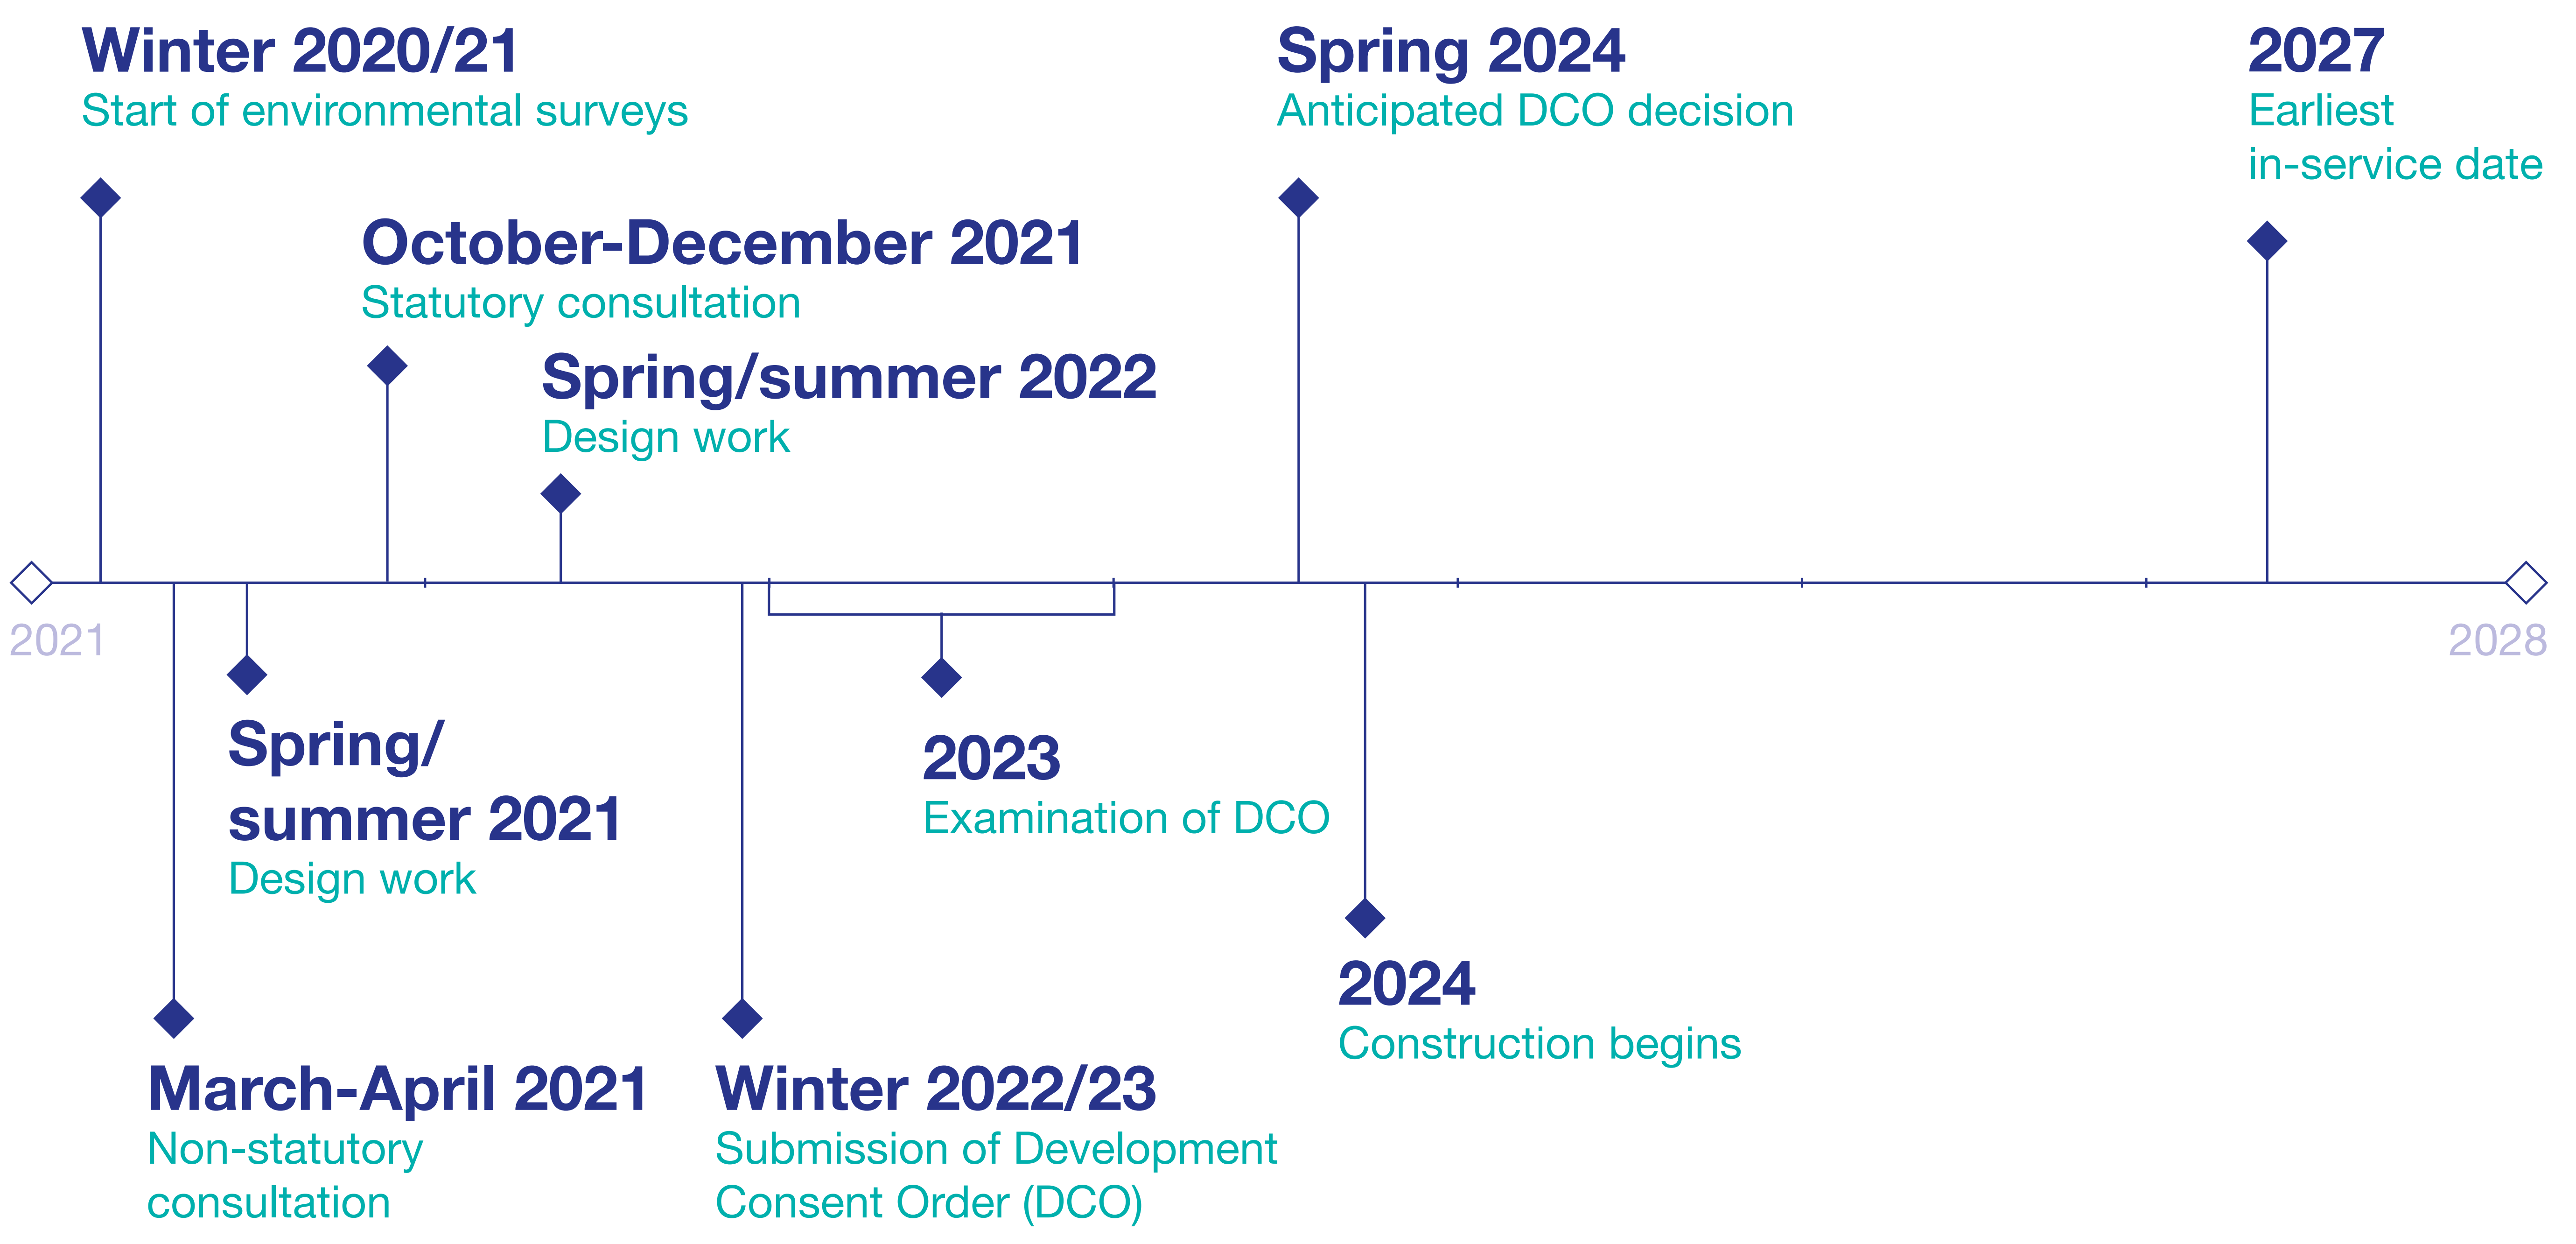 Winter 2020/21
Start of environmental surveys
October-December 2021
Statutory consultation
Spring/summer 2022
Design work
Spring 2024
Anticipated DCO decision
2027
Earliest
in-service date
2021
2028
Spring/
summer 2021
Design work
March-April 2021
Non-statutory
consultation
Winter 2022/23
Submission of Development
Consent Order (DCO)
2023
Examination of DCO
2024
Construction begins